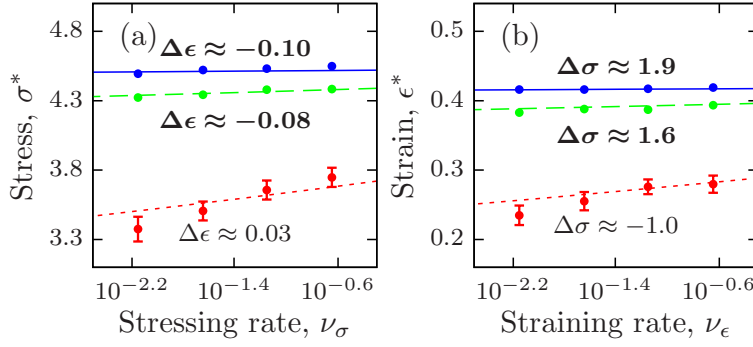 (a)
Stress, σ*
4.8
4.3
3.8
3.3
Δϵ ≈ −0.10
Δϵ ≈ −0.08
Δϵ ≈ 0.03
10^−2.2 10^−1.4 10^−0.6
Stressing rate, ν_σ
(b)
Strain, ϵ*
0.5
0.4
0.3
0.2
Δσ ≈ 1.9
Δσ ≈ 1.6
Δσ ≈ −1.0
10^−2.2 10^−1.4 10^−0.6
Straining rate, ν_ϵ